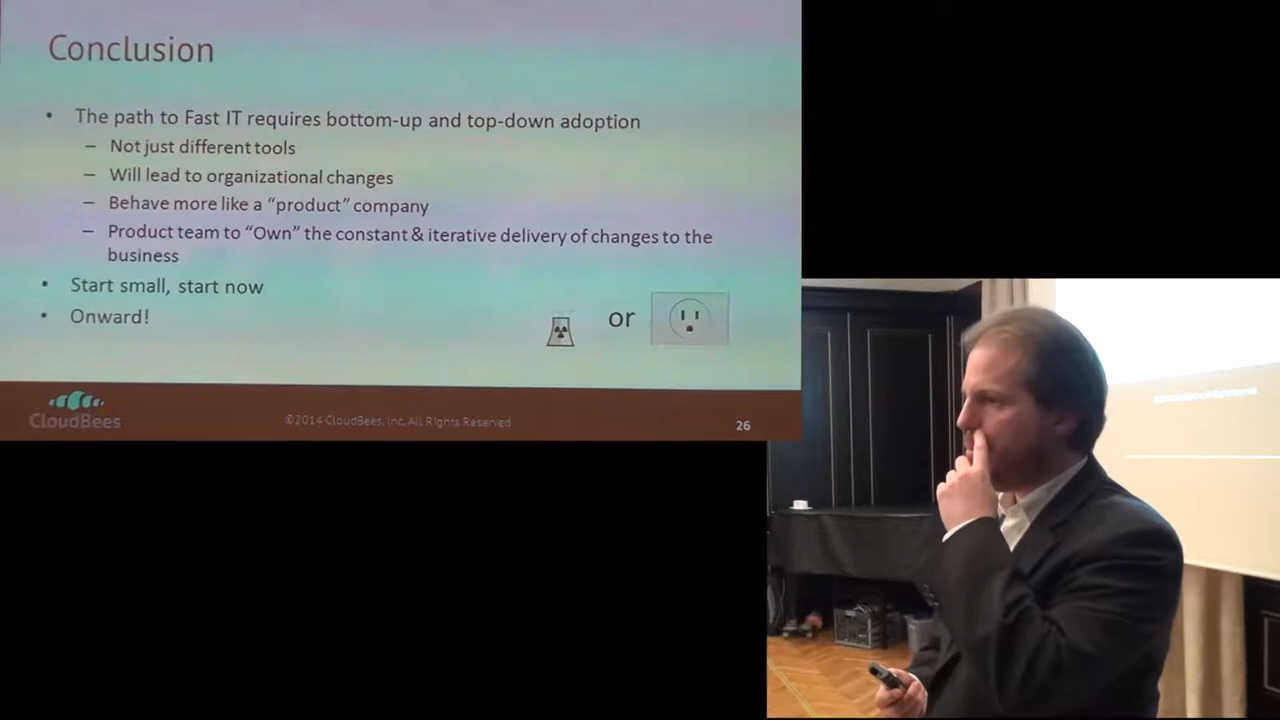 Conclusion
• The path to Fast IT requires bottom-up and top-down adoption
– Not just different tools
– Will lead to organizational changes
– Behave more like a “product” company
– Product team to “Own” the constant & iterative delivery of changes to the
business
• Start small, start now
• Onward!
or
CloudBees
©2014 CloudBees, Inc. All Rights Reserved
26